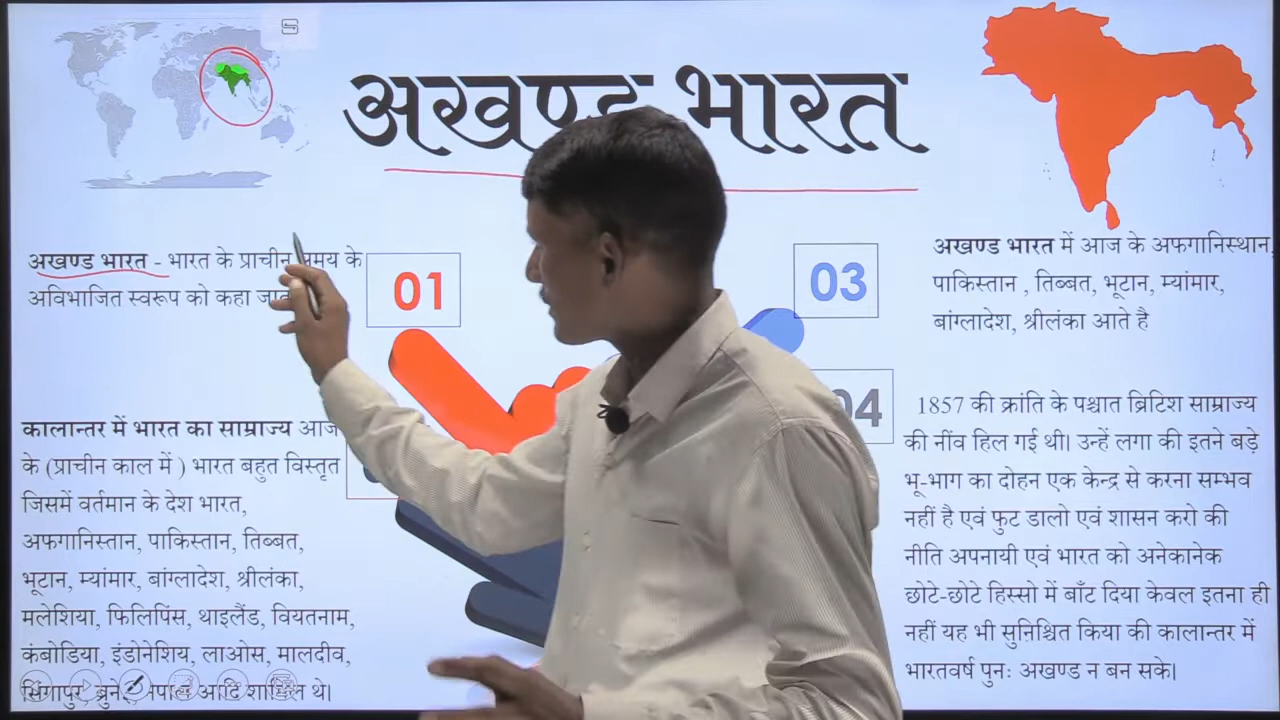 अखण्ड भारत
अखण्ड भारत - भारत के प्राचीन समय के
अविभाजित स्वरूप को कहा
01
कालान्तर में भारत का साम्राज्य आज
के (प्राचीन काल में ) भारत बहुत विस्तृत
जिसमें वर्तमान के देश भारत,
अफगानिस्तान, पाकिस्तान, तिब्बत,
भूटान, म्यांमार, बांग्लादेश, श्रीलंका,
मलेशिया, फिलिपिंस, थाइलैंड, वियतनाम,
कंबोडिया, इंडोनेशिय, लाओस, मालदीव,
सिंगापुर, ब्रुनेई, नेपाल आदि शामिल थे।
03
अखण्ड भारत में आज के अफगानिस्थान,
पाकिस्तान , तिब्बत, भूटान, म्यांमार,
बांग्लादेश, श्रीलंका आते है
04
1857 की क्रांति के पश्चात ब्रिटिश साम्राज्य
की नींव हिल गई थी। उन्हें लगा की इतने बड़े
भू-भाग का दोहन एक केन्द्र से करना सम्भव
नहीं है एवं फुट डालो एवं शासन करो की
नीति अपनायी एवं भारत को अनेकानेक
छोटे-छोटे हिस्सो में बाँट दिया केवल इतना ही
नहीं यह भी सुनिश्चित किया की कालान्तर में
भारतवर्ष पुनः अखण्ड न बन सके।